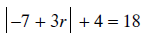 |−7 + 3r| + 4 = 18